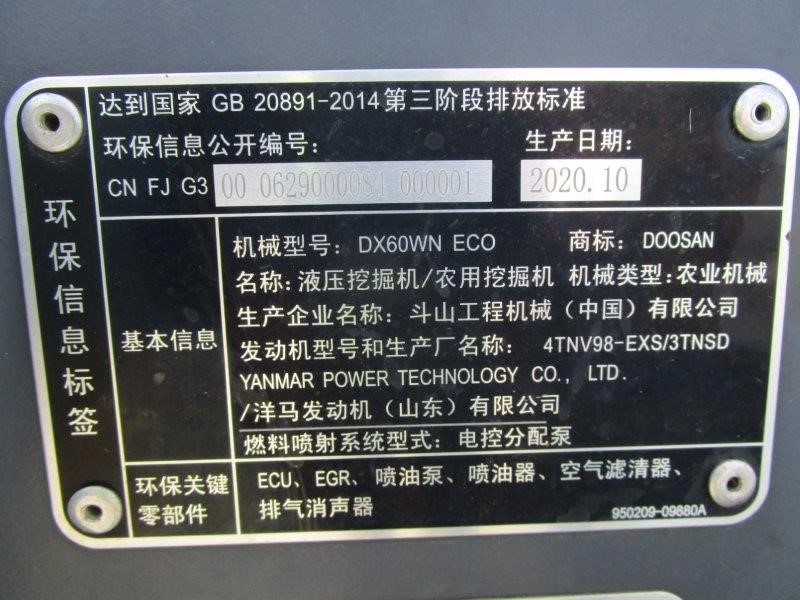 达到国家 GB 20891-2014第三阶段排放标准
环保信息公开编号：
生产日期：
CN FJ G3 00 0629000084 000001
2020.10
环保信息标签
基本信息
机械型号：DX60WN ECO 商标：DOOSAN
名称：液压挖掘机/农用挖掘机 机械类型：农业机械
生产企业名称：斗山工程机械（中国）有限公司
发动机型号和生产厂名称： 4TNV98-EXS/3TNSD
YANMAR POWER TECHNOLOGY CO., LTD.
/洋马发动机（山东）有限公司
燃料喷射系统型式：电控分配泵
环保关键
零部件
ECU、EGR、喷油泵、喷油器、空气滤清器、
排气消声器
950209-09880A